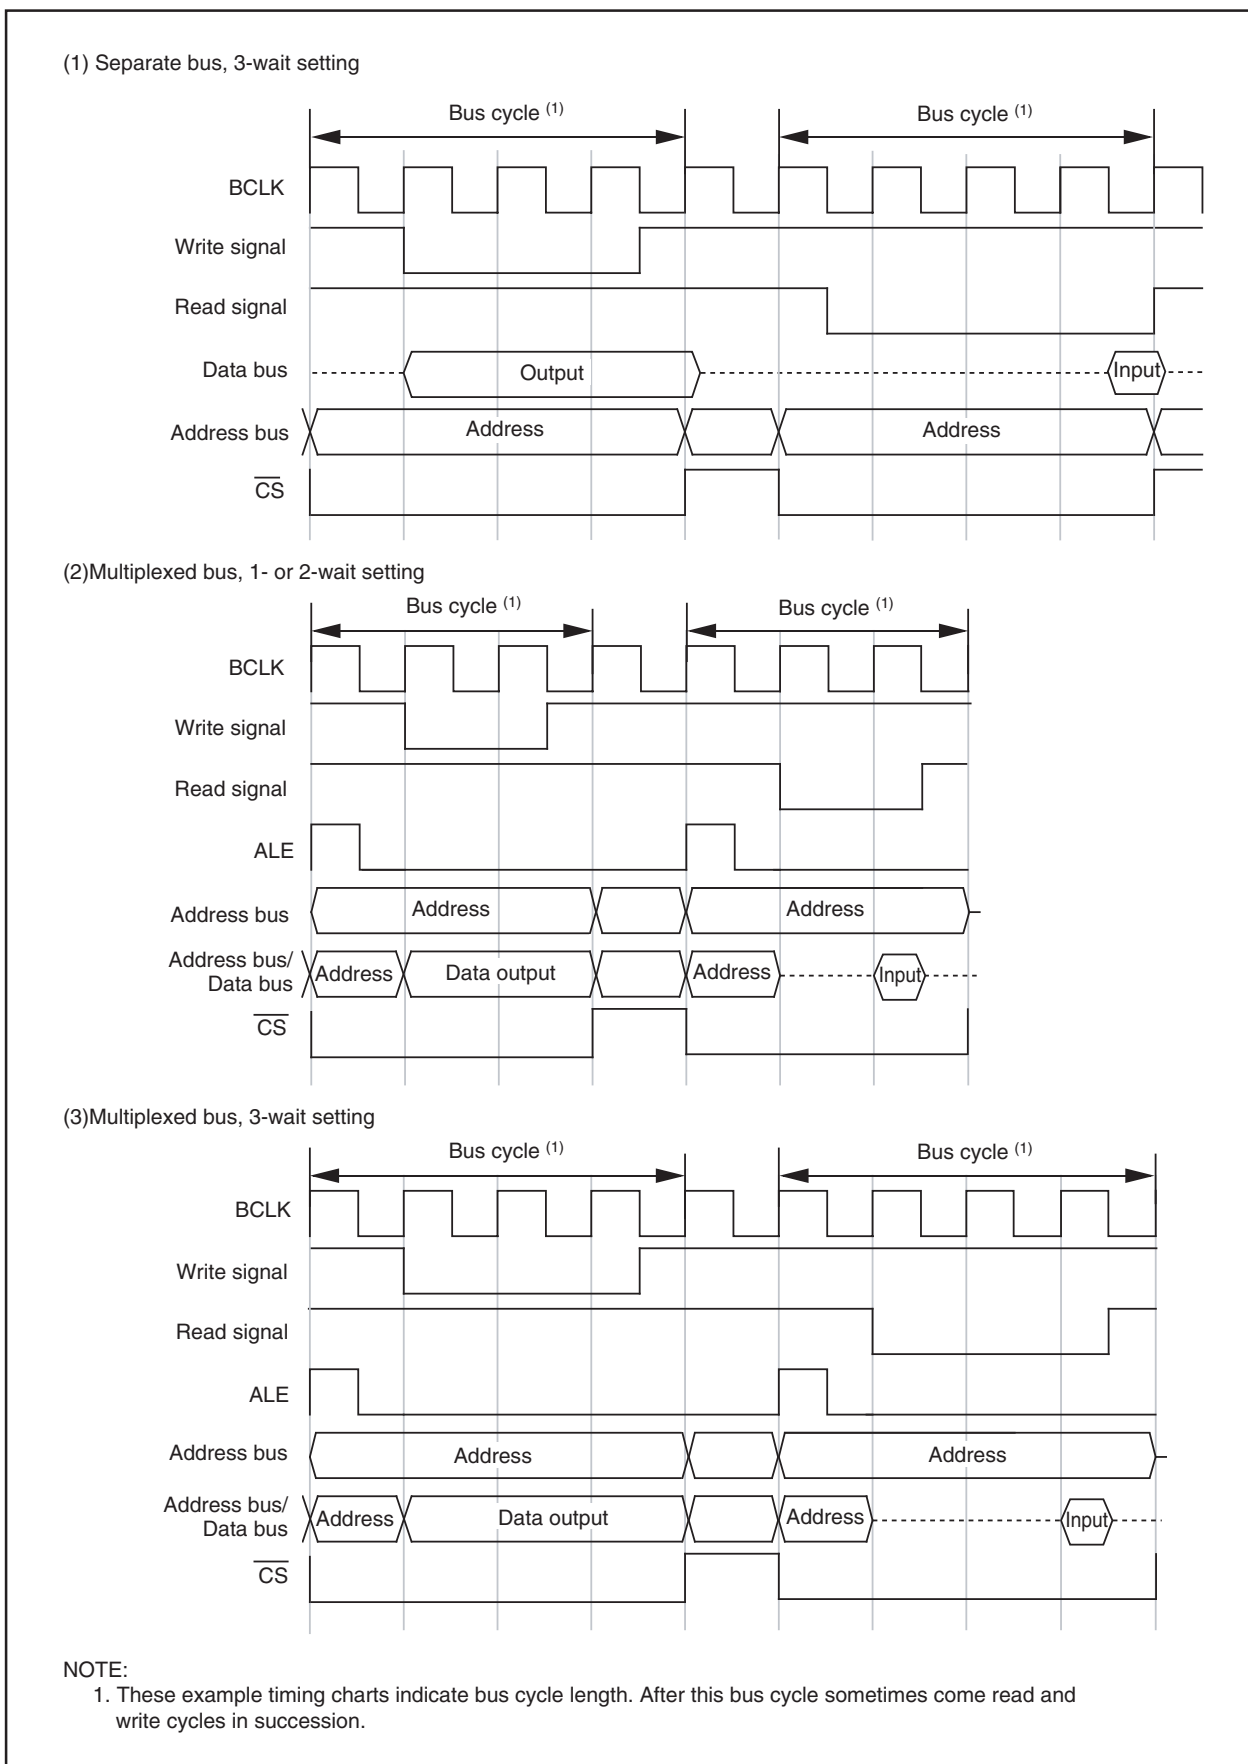 (1) Separate bus, 3-wait setting
Bus cycle (1)
Bus cycle (1)
BCLK
Write signal
Read signal
Data bus
Output
Input
Address bus
Address
Address
CS
(2)Multiplexed bus, 1- or 2-wait setting
Bus cycle (1)
Bus cycle (1)
BCLK
Write signal
Read signal
ALE
Address bus
Address
Address
Address bus/
Data bus
Address
Data output
Address
Input
CS
(3)Multiplexed bus, 3-wait setting
Bus cycle (1)
Bus cycle (1)
BCLK
Write signal
Read signal
ALE
Address bus
Address
Address
Address bus/
Data bus
Address
Data output
Address
Input
CS
NOTE:
1. These example timing charts indicate bus cycle length. After this bus cycle sometimes come read and
write cycles in succession.